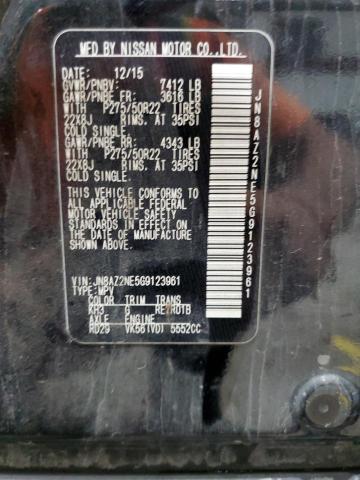 MFD BY NISSAN MOTOR CO.,LTD.
DATE: 12/15
GVWR/PNBV: 7412 LB
GAWR/PNBE FR: 3616 LB
WITH P275/50R22 TIRES
22X8J RIMS, AT 35PSI
COLD SINGLE
GAWR/PNBE RR: 4343 LB
WITH P275/50R22 TIRES
22X8J RIMS, AT 35PSI
COLD SINGLE
THIS VEHICLE CONFORMS TO
ALL APPLICABLE FEDERAL
MOTOR VEHICLE SAFETY
STANDARDS IN EFFECT ON
THE DATE OF MANUFACTURE
SHOWN ABOVE.
VIN: JN8AZ2NE5G9123961
TYPE: MPV
COLOR TRIM TRANS
KH3 G RE7R01B
AXLE ENGINE
RD29 VK56(VD) 5552CC
JN8AZ2NE5G9123961